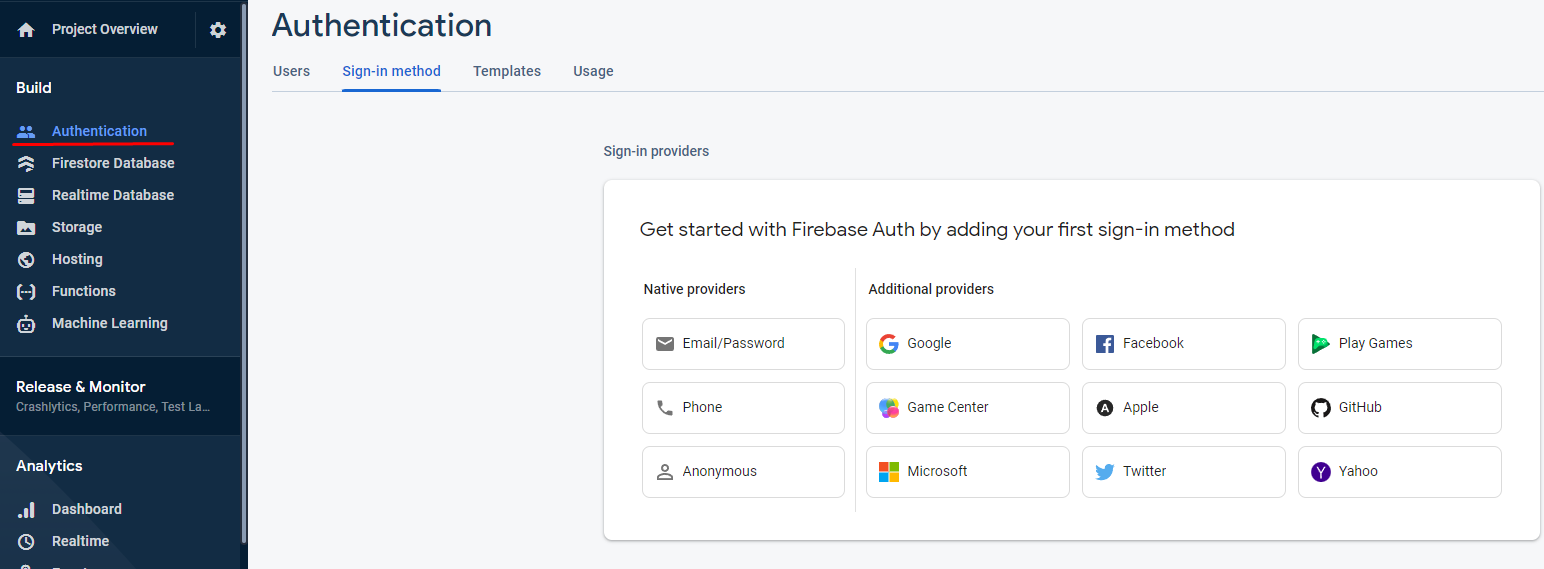 Project Overview
Build
Authentication
Firestore Database
Realtime Database
Storage
Hosting
Functions
Machine Learning
Release & Monitor
Crashlytics, Performance, Test La...
Analytics
Dashboard
Realtime
Authentication
Users Sign-in method Templates Usage
Sign-in providers
Get started with Firebase Auth by adding your first sign-in method
Native providers Additional providers
Email/Password Google Facebook Play Games
Phone Game Center Apple GitHub
Anonymous Microsoft Twitter Yahoo